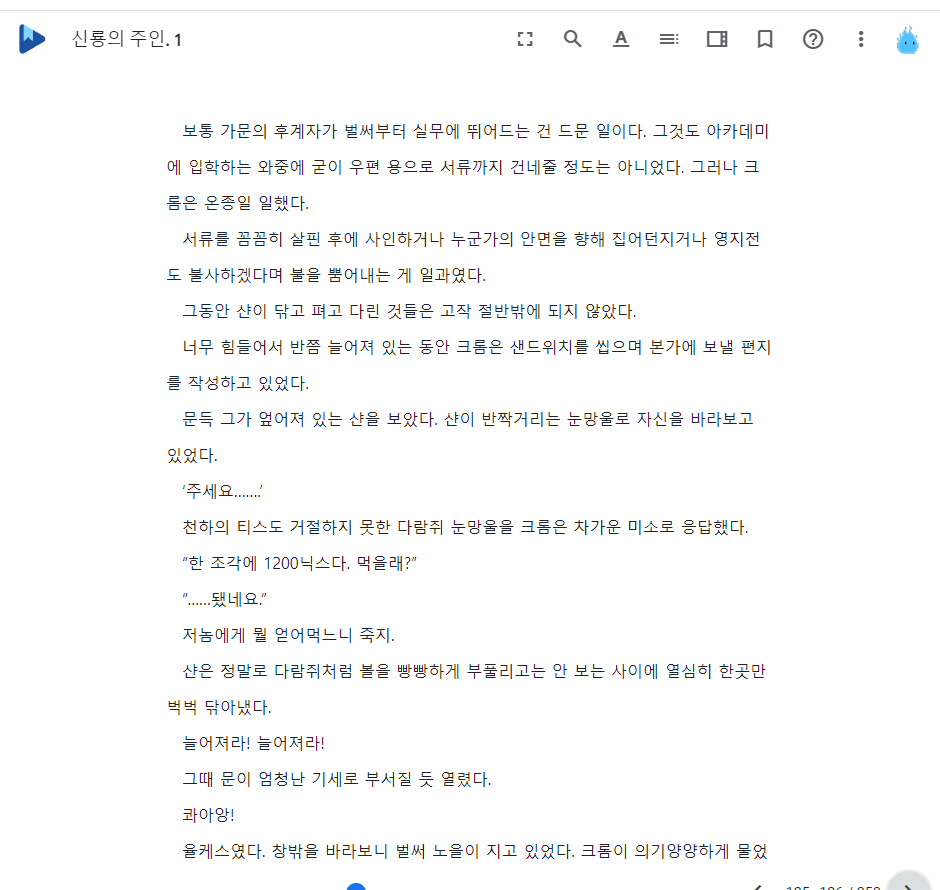 신룡의 주인. 1
보통 가문의 후계자가 벌써부터 실무에 뛰어드는 건 드문 일이다. 그것도 아카데미
에 입학하는 와중에 굳이 우편 용으로 서류까지 건네줄 정도는 아니었다. 그러나 크
롬은 온종일 일했다.
서류를 꼼꼼히 살핀 후에 사인하거나 누군가의 안면을 향해 집어던지거나 영지전
도 불사하겠다며 불을 뿜어내는 게 일과였다.
그동안 샨이 닦고 펴고 다린 것들은 고작 절반밖에 되지 않았다.
너무 힘들어서 반쯤 늘어져 있는 동안 크롬은 샌드위치를 씹으며 본가에 보낼 편지
를 작성하고 있었다.
문득 그가 엎어져 있는 샨을 보았다. 샨이 반짝거리는 눈망울로 자신을 바라보고
있었다.
‘주세요…….’
천하의 티스도 거절하지 못한 다람쥐 눈망울을 크롬은 차가운 미소로 응답했다.
“한 조각에 1200닉스다. 먹을래?”
“……됐네요.”
저놈에게 뭘 얻어먹느니 죽지.
샨은 정말로 다람쥐처럼 볼을 빵빵하게 부풀리고는 안 보는 사이에 열심히 한곳만
벅벅 닦아냈다.
늘어져라! 늘어져라!
그때 문이 엄청난 기세로 부서질 듯 열렸다.
콰아앙!
율케스였다. 창밖을 바라보니 벌써 노을이 지고 있었다. 크롬이 의기양양하게 물었